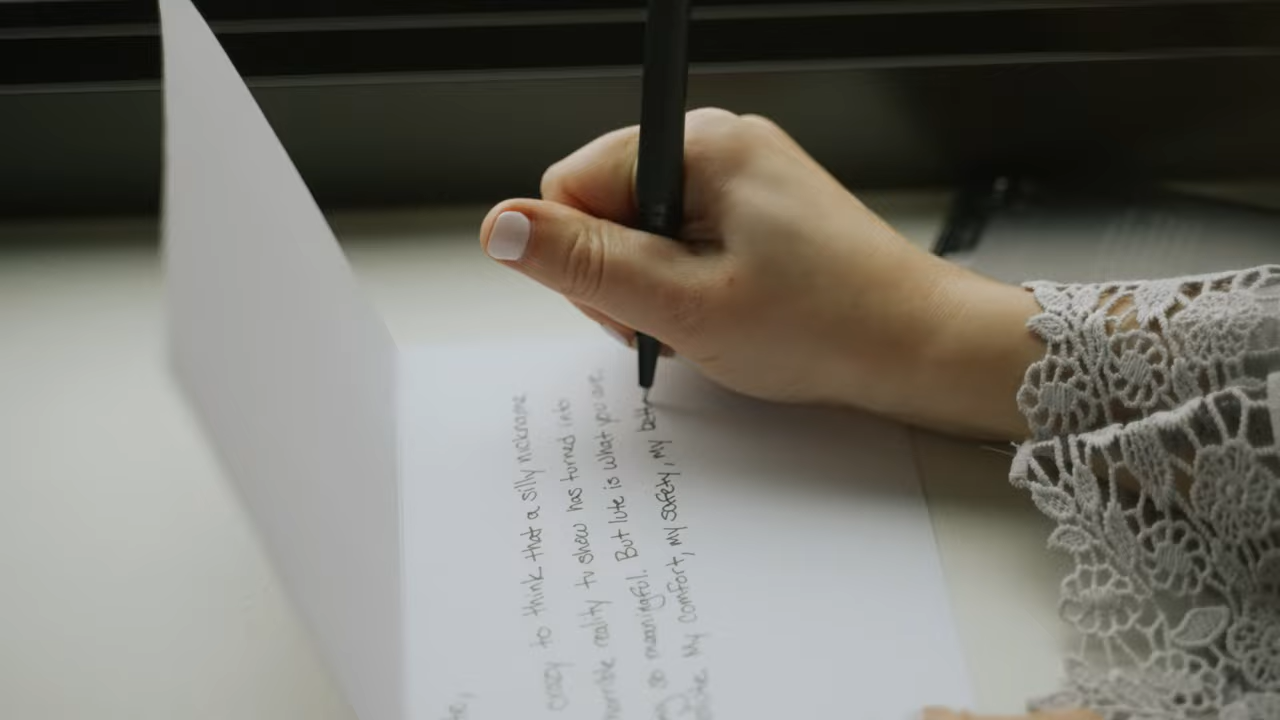 te,
crazy to think that a silly nickname
horrible reality tv show has turned into
so meaningful. But lute is what you are.
My comfort, my safety, my